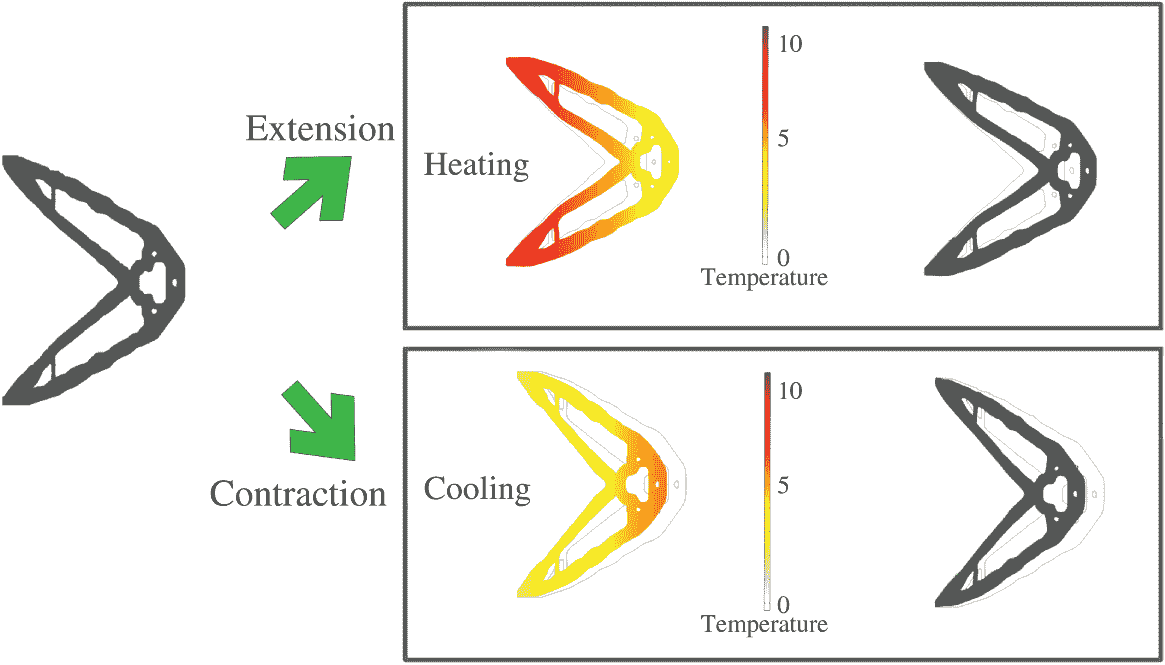 Extension
Heating
10
5
0
Temperature
Contraction
Cooling
10
5
0
Temperature